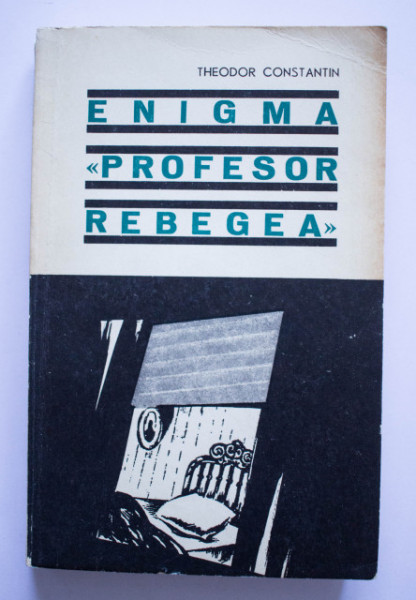 THEODOR CONSTANTIN
ENIGMA
«PROFESOR
REBEGEA»